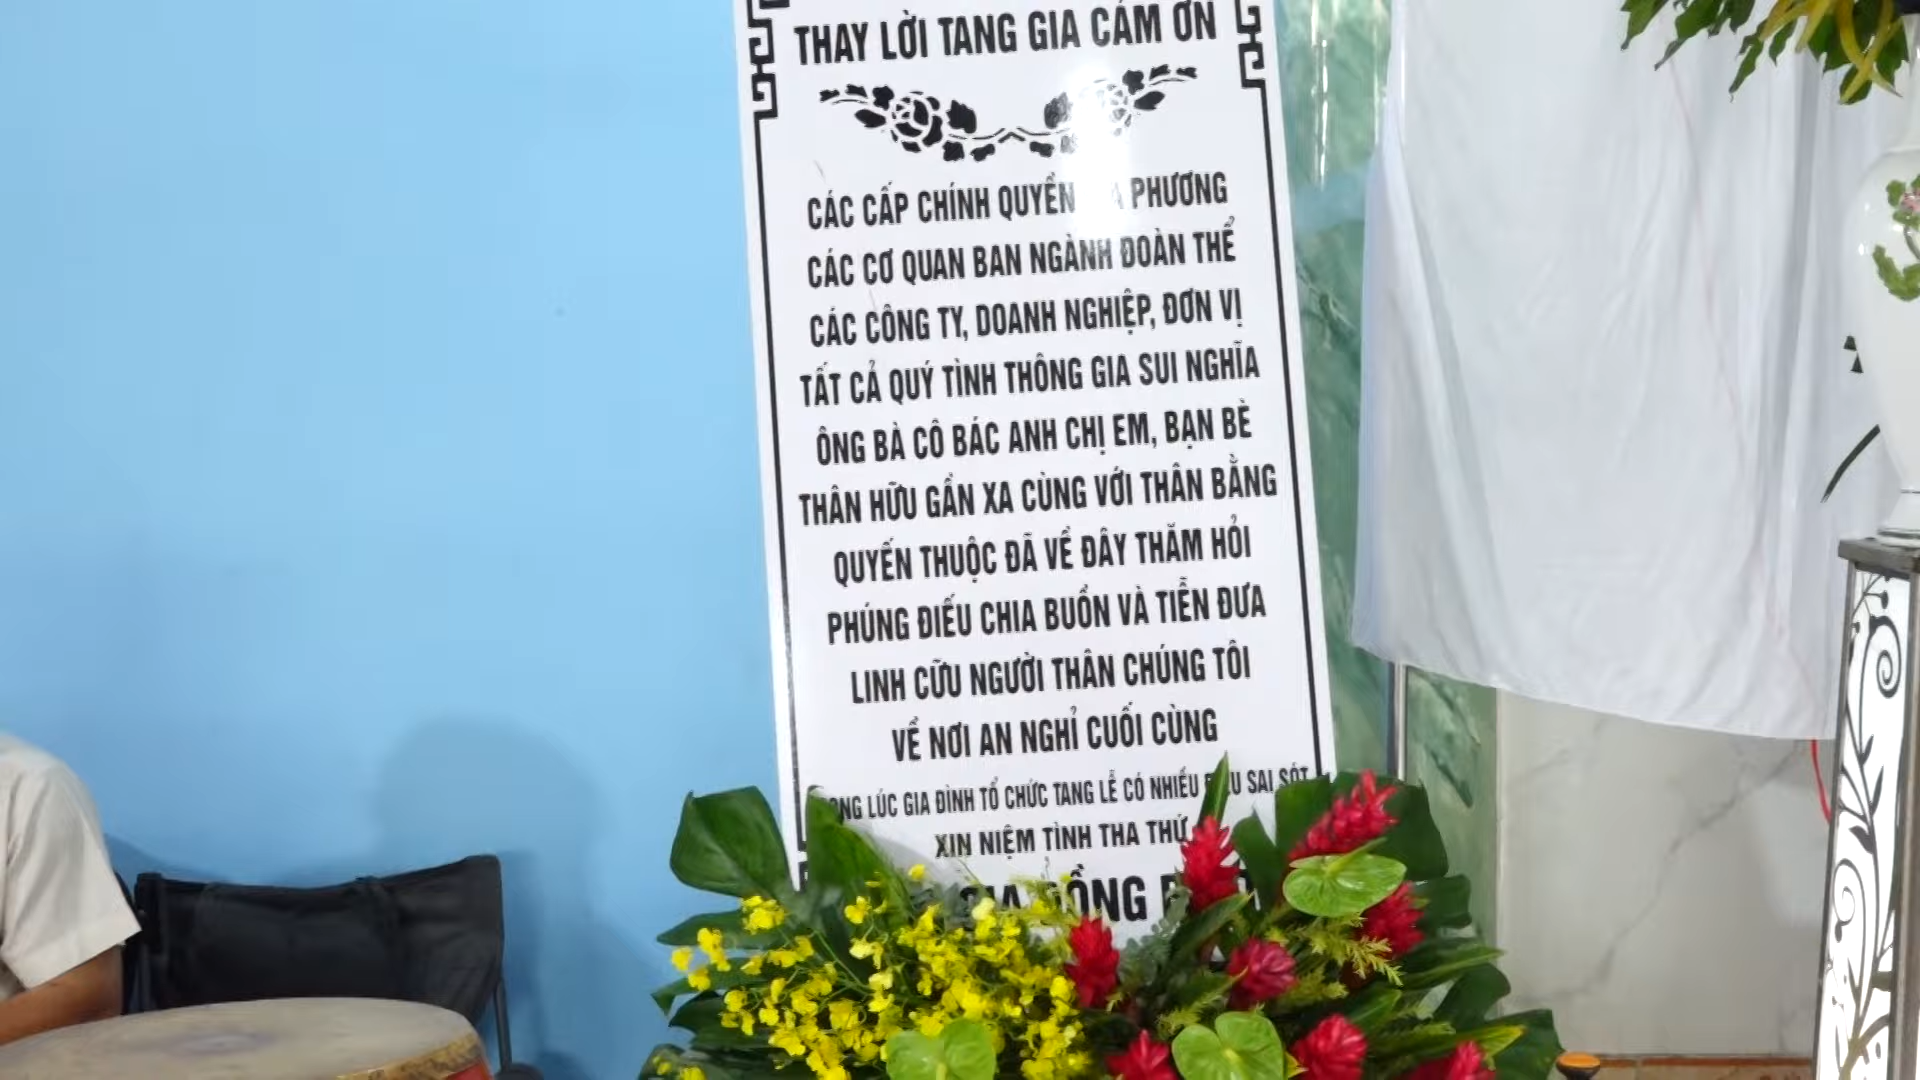 THAY LỜI TANG GIA CẢM ƠN
CÁC CẤP CHÍNH QUYỀN PHƯƠNG
CÁC CƠ QUAN BAN NGÀNH ĐOÀN THỂ
CÁC CÔNG TY, DOANH NGHIỆP, ĐƠN VỊ
TẤT CẢ QUÝ TÌNH THÔNG GIA SUI NGHĨA
ÔNG BÀ CÔ BÁC ANH CHỊ EM, BẠN BÈ
THÂN HỮU GẦN XA CÙNG VỚI THÂN BẰNG
QUYẾN THUỘC ĐÃ VỀ ĐÂY THĂM HỎI
PHÚNG ĐIẾU CHIA BUỒN VÀ TIỄN ĐƯA
LINH CỮU NGƯỜI THÂN CHÚNG TÔI
VỀ NƠI AN NGHỈ CUỐI CÙNG
LÚC GIA ĐÌNH TỔ CHỨC TANG LỄ CÓ NHIỀU SAI SÓT
XIN NIỆM TÌNH THA THỨ
GIA ĐỒNG